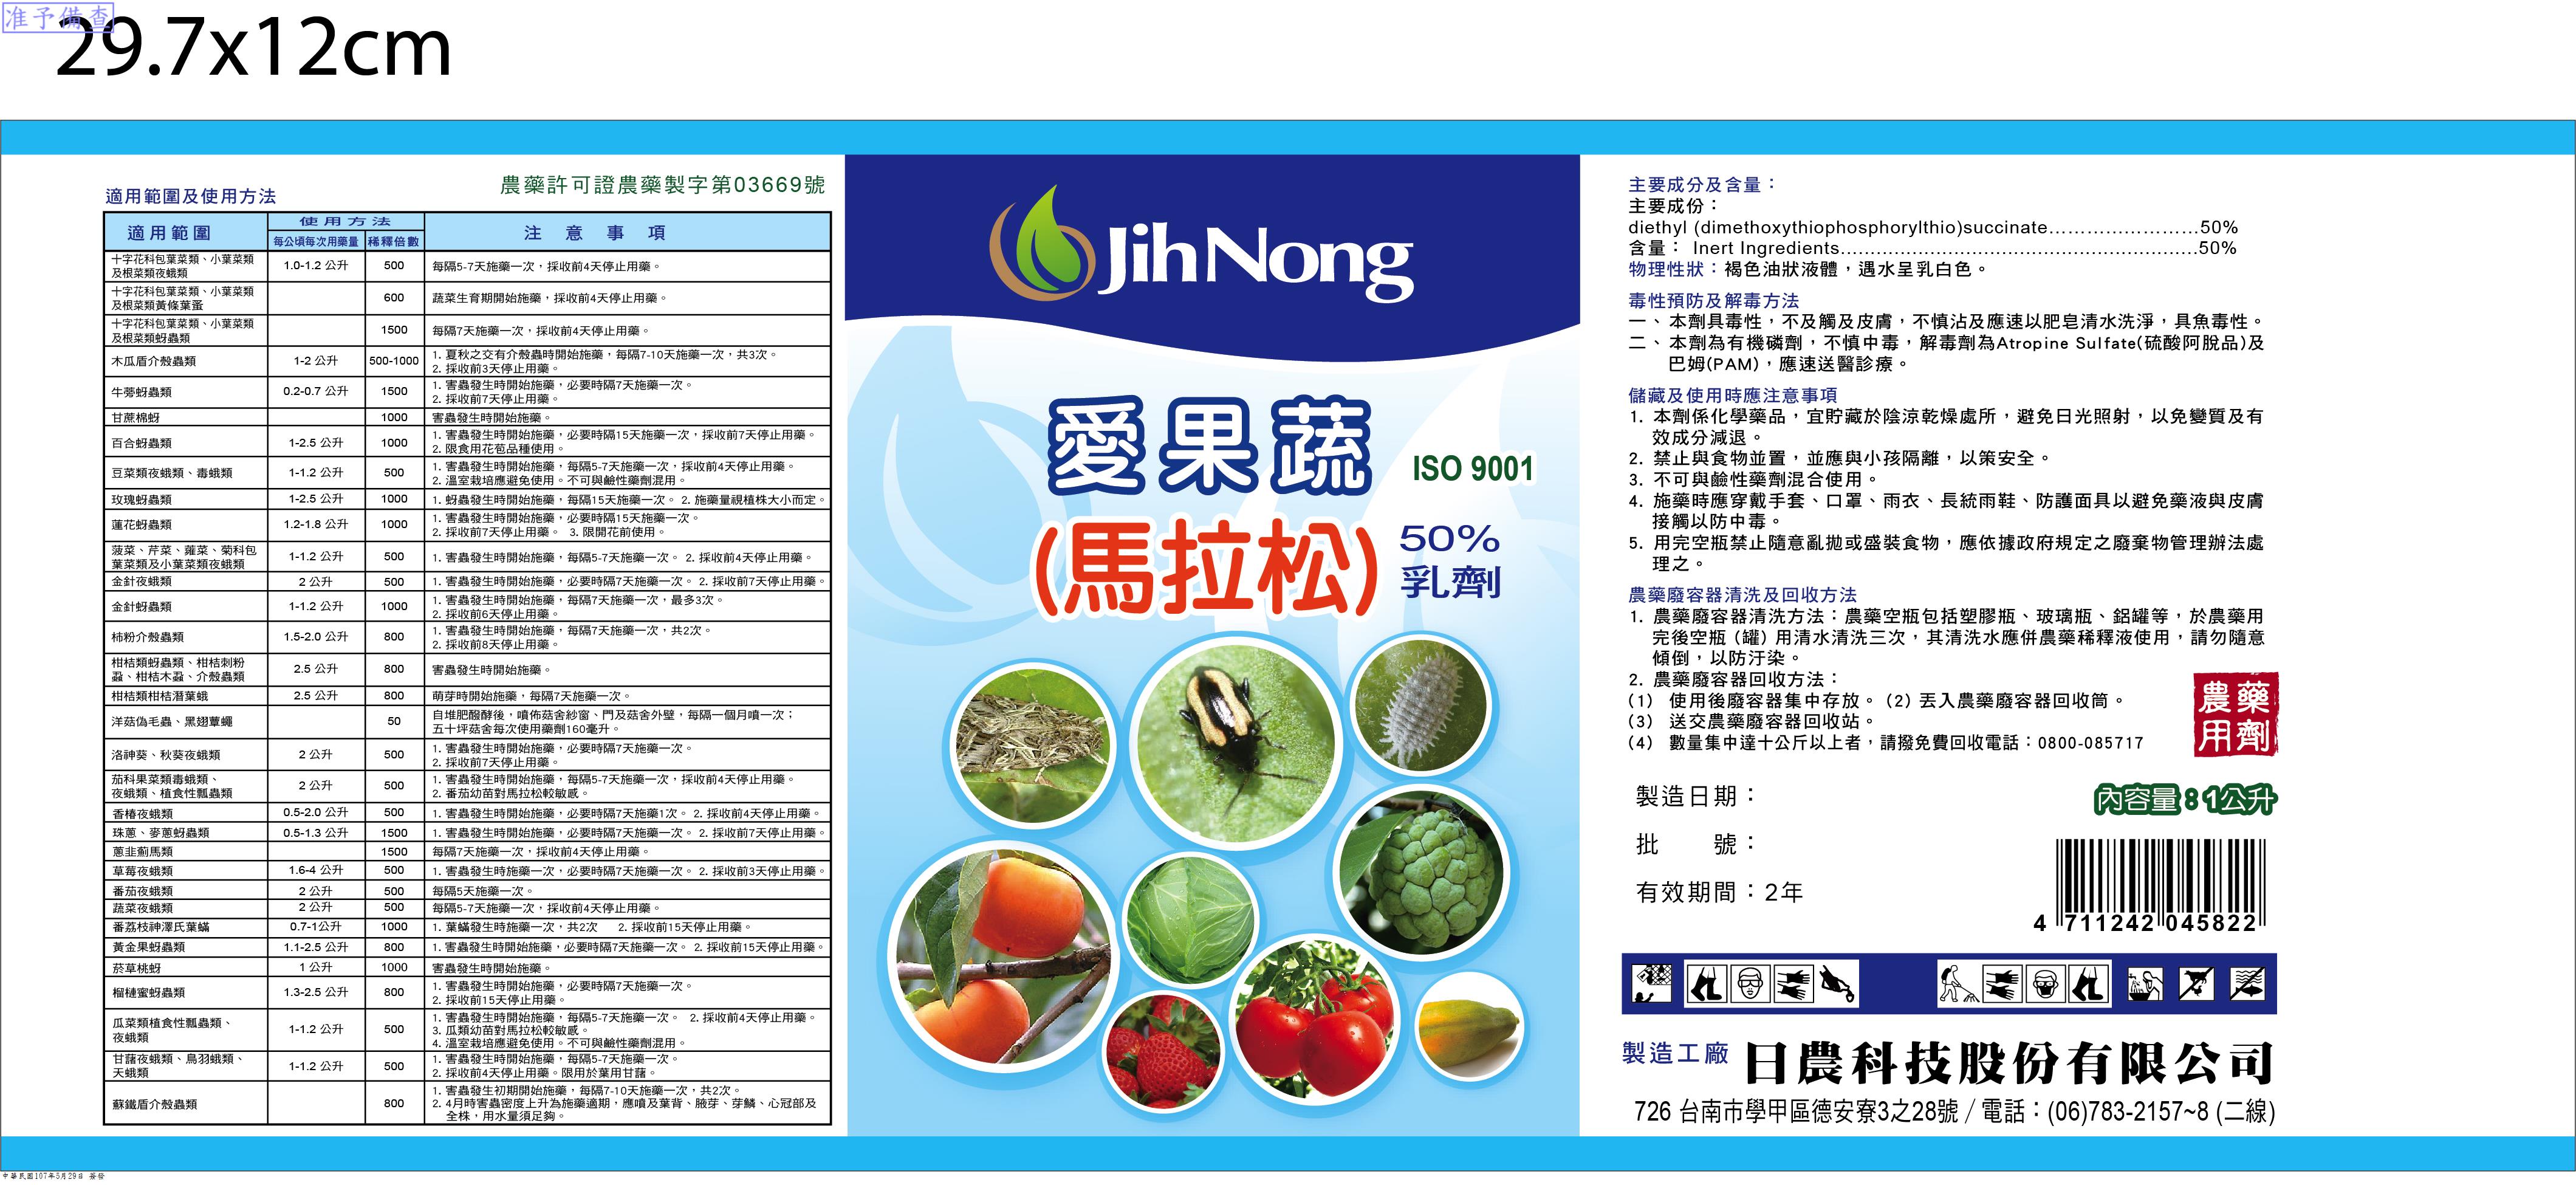 准予備查
29.7x12cm
適用範圍及使用方法
農藥許可證農藥製字第03669號
適用範圍 使用方法 注意事項
每公頃每次用藥量 稀釋倍數
十字花科包葉菜類、小葉菜類
及根菜類夜蛾類 1.0-1.2 公升 500 每隔5-7天施藥一次，採收前4天停止用藥。
十字花科包葉菜類、小葉菜類
及根菜類黃條葉蚤 600 蔬菜生育期開始施藥，採收前4天停止用藥。
十字花科包葉菜類、小葉菜類
及根菜類蚜蟲類 1500 每隔7天施藥一次，採收前4天停止用藥。
木瓜盾介殼蟲類 1-2 公升 500-1000 1. 夏秋之交有介殼蟲時開始施藥，每隔7-10天施藥一次，共3次。
2. 採收前3天停止用藥。
牛蒡蚜蟲類 0.2-0.7 公升 1500 1. 害蟲發生時開始施藥，必要時隔7天施藥一次。
2. 採收前7天停止用藥。
甘蔗棉蚜 1000 害蟲發生時開始施藥。
百合蚜蟲類 1-2.5 公升 1000 1. 害蟲發生時開始施藥，必要時隔15天施藥一次，採收前7天停止用藥。
2. 限食用花苞品種使用。
豆菜類夜蛾類、毒蛾類 1-1.2 公升 500 1. 害蟲發生時開始施藥，每隔5-7天施藥一次，採收前4天停止用藥。
2. 溫室栽培應避免使用。不可與鹼性藥劑混用。
玫瑰蚜蟲類 1-2.5 公升 1000 1. 蚜蟲發生時開始施藥，每隔15天施藥一次。 2. 施藥量視植株大小而定。
蓮花蚜蟲類 1.2-1.8 公升 1000 1. 害蟲發生時開始施藥，必要時隔15天施藥一次。
2. 採收前7天停止用藥。 3. 限開花前使用。
菠菜、芹菜、蕹菜、菊科包
葉菜類及小葉菜類夜蛾類 1-1.2 公升 500 1. 害蟲發生時開始施藥，每隔5-7天施藥一次。 2. 採收前4天停止用藥。
金針夜蛾類 2 公升 500 1. 害蟲發生時開始施藥，必要時隔7天施藥一次。 2. 採收前7天停止用藥。
金針蚜蟲類 1-1.2 公升 1000 1. 害蟲發生時開始施藥，每隔7天施藥一次，最多3次。
2. 採收前6天停止用藥。
柿粉介殼蟲類 1.5-2.0 公升 800 1. 害蟲發生時開始施藥，每隔7天施藥一次，共2次。
2. 採收前8天停止用藥。
柑桔類蚜蟲類、柑桔刺粉
蝨、柑桔木蝨、介殼蟲類 2.5 公升 800 害蟲發生時開始施藥。
柑桔類柑桔潛葉蛾 2.5 公升 800 萌芽時開始施藥，每隔7天施藥一次。
洋菇偽毛蟲、黑翅蕈蠅 50 自堆肥醱酵後，噴佈菇舍紗窗、門及菇舍外壁，每隔一個月噴一次；
五十坪菇舍每次使用藥劑160毫升。
洛神葵、秋葵夜蛾類 2 公升 500 1. 害蟲發生時開始施藥，必要時隔7天施藥一次。
2. 採收前7天停止用藥。
茄科果菜類毒蛾類、
夜蛾類、植食性瓢蟲類 2 公升 500 1. 害蟲發生時開始施藥，每隔5-7天施藥一次，採收前4天停止用藥。
2. 番茄幼苗對馬拉松較敏感。
香椿夜蛾類 0.5-2.0 公升 500 1. 害蟲發生時開始施藥，必要時隔7天施藥1次。 2. 採收前4天停止用藥。
珠蔥、麥蔥蚜蟲類 0.5-1.3 公升 1500 1. 害蟲發生時開始施藥，必要時隔7天施藥一次。 2. 採收前7天停止用藥。
蔥韭薊馬類 1500 每隔7天施藥一次，採收前4天停止用藥。
草莓夜蛾類 1.6-4 公升 500 1. 害蟲發生時施藥一次，必要時隔7天施藥一次。 2. 採收前3天停止用藥。
番茄夜蛾類 2 公升 500 每隔5天施藥一次。
蔬菜夜蛾類 2 公升 500 每隔5-7天施藥一次，採收前4天停止用藥。
番荔枝神澤氏葉蟎 0.7-1公升 1000 1. 葉蟎發生時施藥一次，共2次 2. 採收前15天停止用藥。
黃金果蚜蟲類 1.1-2.5 公升 800 1. 害蟲發生時開始施藥，必要時隔7天施藥一次。 2. 採收前15天停止用藥。
菸草桃蚜 1 公升 1000 害蟲發生時開始施藥。
榴槤蜜蚜蟲類 1.3-2.5 公升 800 1. 害蟲發生時開始施藥，必要時隔7天施藥一次。
2. 採收前15天停止用藥。
瓜菜類植食性瓢蟲類、
夜蛾類 1-1.2 公升 500 1. 害蟲發生時開始施藥，每隔5-7天施藥一次。 2. 採收前4天停止用藥。
3. 瓜類幼苗對馬拉松較敏感。
4. 溫室栽培應避免使用。不可與鹼性藥劑混用。
甘藷夜蛾類、鳥羽蛾類、
天蛾類 1-1.2 公升 500 1. 害蟲發生時開始施藥，每隔5-7天施藥一次。
2. 採收前4天停止用藥。限用於葉用甘藷。
蘇鐵盾介殼蟲類 800 1. 害蟲發生初期開始施藥，每隔7-10天施藥一次，共2次。
2. 4月時害蟲密度上升為施藥適期，應噴及葉背、腋芽、芽鱗、心冠部及
全株，用水量須足夠。
JihNong
愛果蔬
ISO 9001
(馬拉松)
50%
乳劑
主要成分及含量：
主要成份：
diethyl (dimethoxythiophosphorylthio)succinate……………………50%
含量： Inert Ingredients……………………………………………………50%
物理性狀：褐色油狀液體，遇水呈乳白色。
毒性預防及解毒方法
一、本劑具毒性，不及觸及皮膚，不慎沾及應速以肥皂清水洗淨，具魚毒性。
二、本劑為有機磷劑，不慎中毒，解毒劑為Atropine Sulfate(硫酸阿脫品)及
巴姆(PAM)，應速送醫診療。
儲藏及使用時應注意事項
1. 本劑係化學藥品，宜貯藏於陰涼乾燥處所，避免日光照射，以免變質及有
效成分減退。
2. 禁止與食物並置，並應與小孩隔離，以策安全。
3. 不可與鹼性藥劑混合使用。
4. 施藥時應穿戴手套、口罩、雨衣、長統雨鞋、防護面具以避免藥液與皮膚
接觸以防中毒。
5. 用完空瓶禁止隨意亂拋或盛裝食物，應依據政府規定之廢棄物管理辦法處
理之。
農藥廢容器清洗及回收方法
1. 農藥廢容器清洗方法：農藥空瓶包括塑膠瓶、玻璃瓶、鋁罐等，於農藥用
完後空瓶 (罐) 用清水清洗三次，其清洗水應併農藥稀釋液使用，請勿隨意
傾倒，以防汙染。
2. 農藥廢容器回收方法：
(1) 使用後廢容器集中存放。 (2) 丟入農藥廢容器回收筒。
(3) 送交農藥廢容器回收站。
(4) 數量集中達十公斤以上者，請撥免費回收電話：0800-085717
農藥
用劑
製造日期：
內容量：1公升
批號：
有效期間：2年
4 711242 045822
製造工廠 日農科技股份有限公司
726 台南市學甲區德安寮3之28號 / 電話：(06)783-2157~8 (二線)
中華民國107年5月29日 簽發